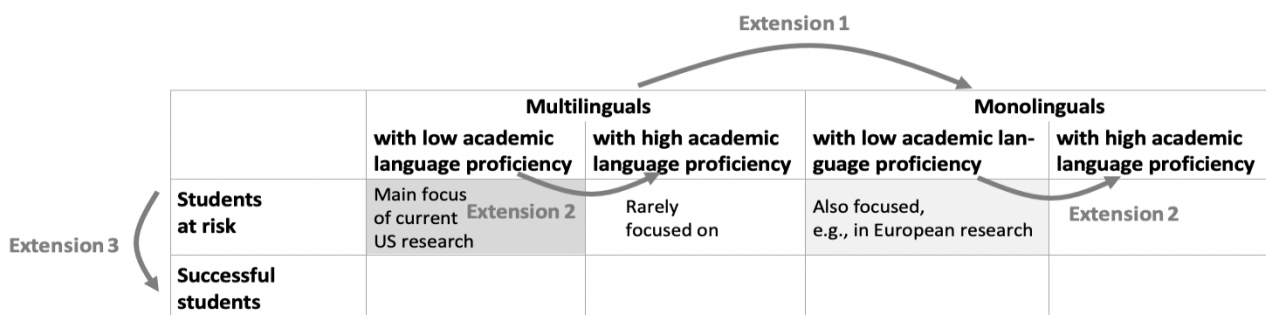 Extension 1
Multilinguals
Monolinguals
with low academic
language proficiency
with high academic
language proficiency
with low academic lan-
guage proficiency
with high academic
language proficiency
Students
at risk
Main focus
of current
US research
Extension 2
Rarely
focused on
Also focused,
e.g., in European research
Extension 2
Extension 3
Successful
students